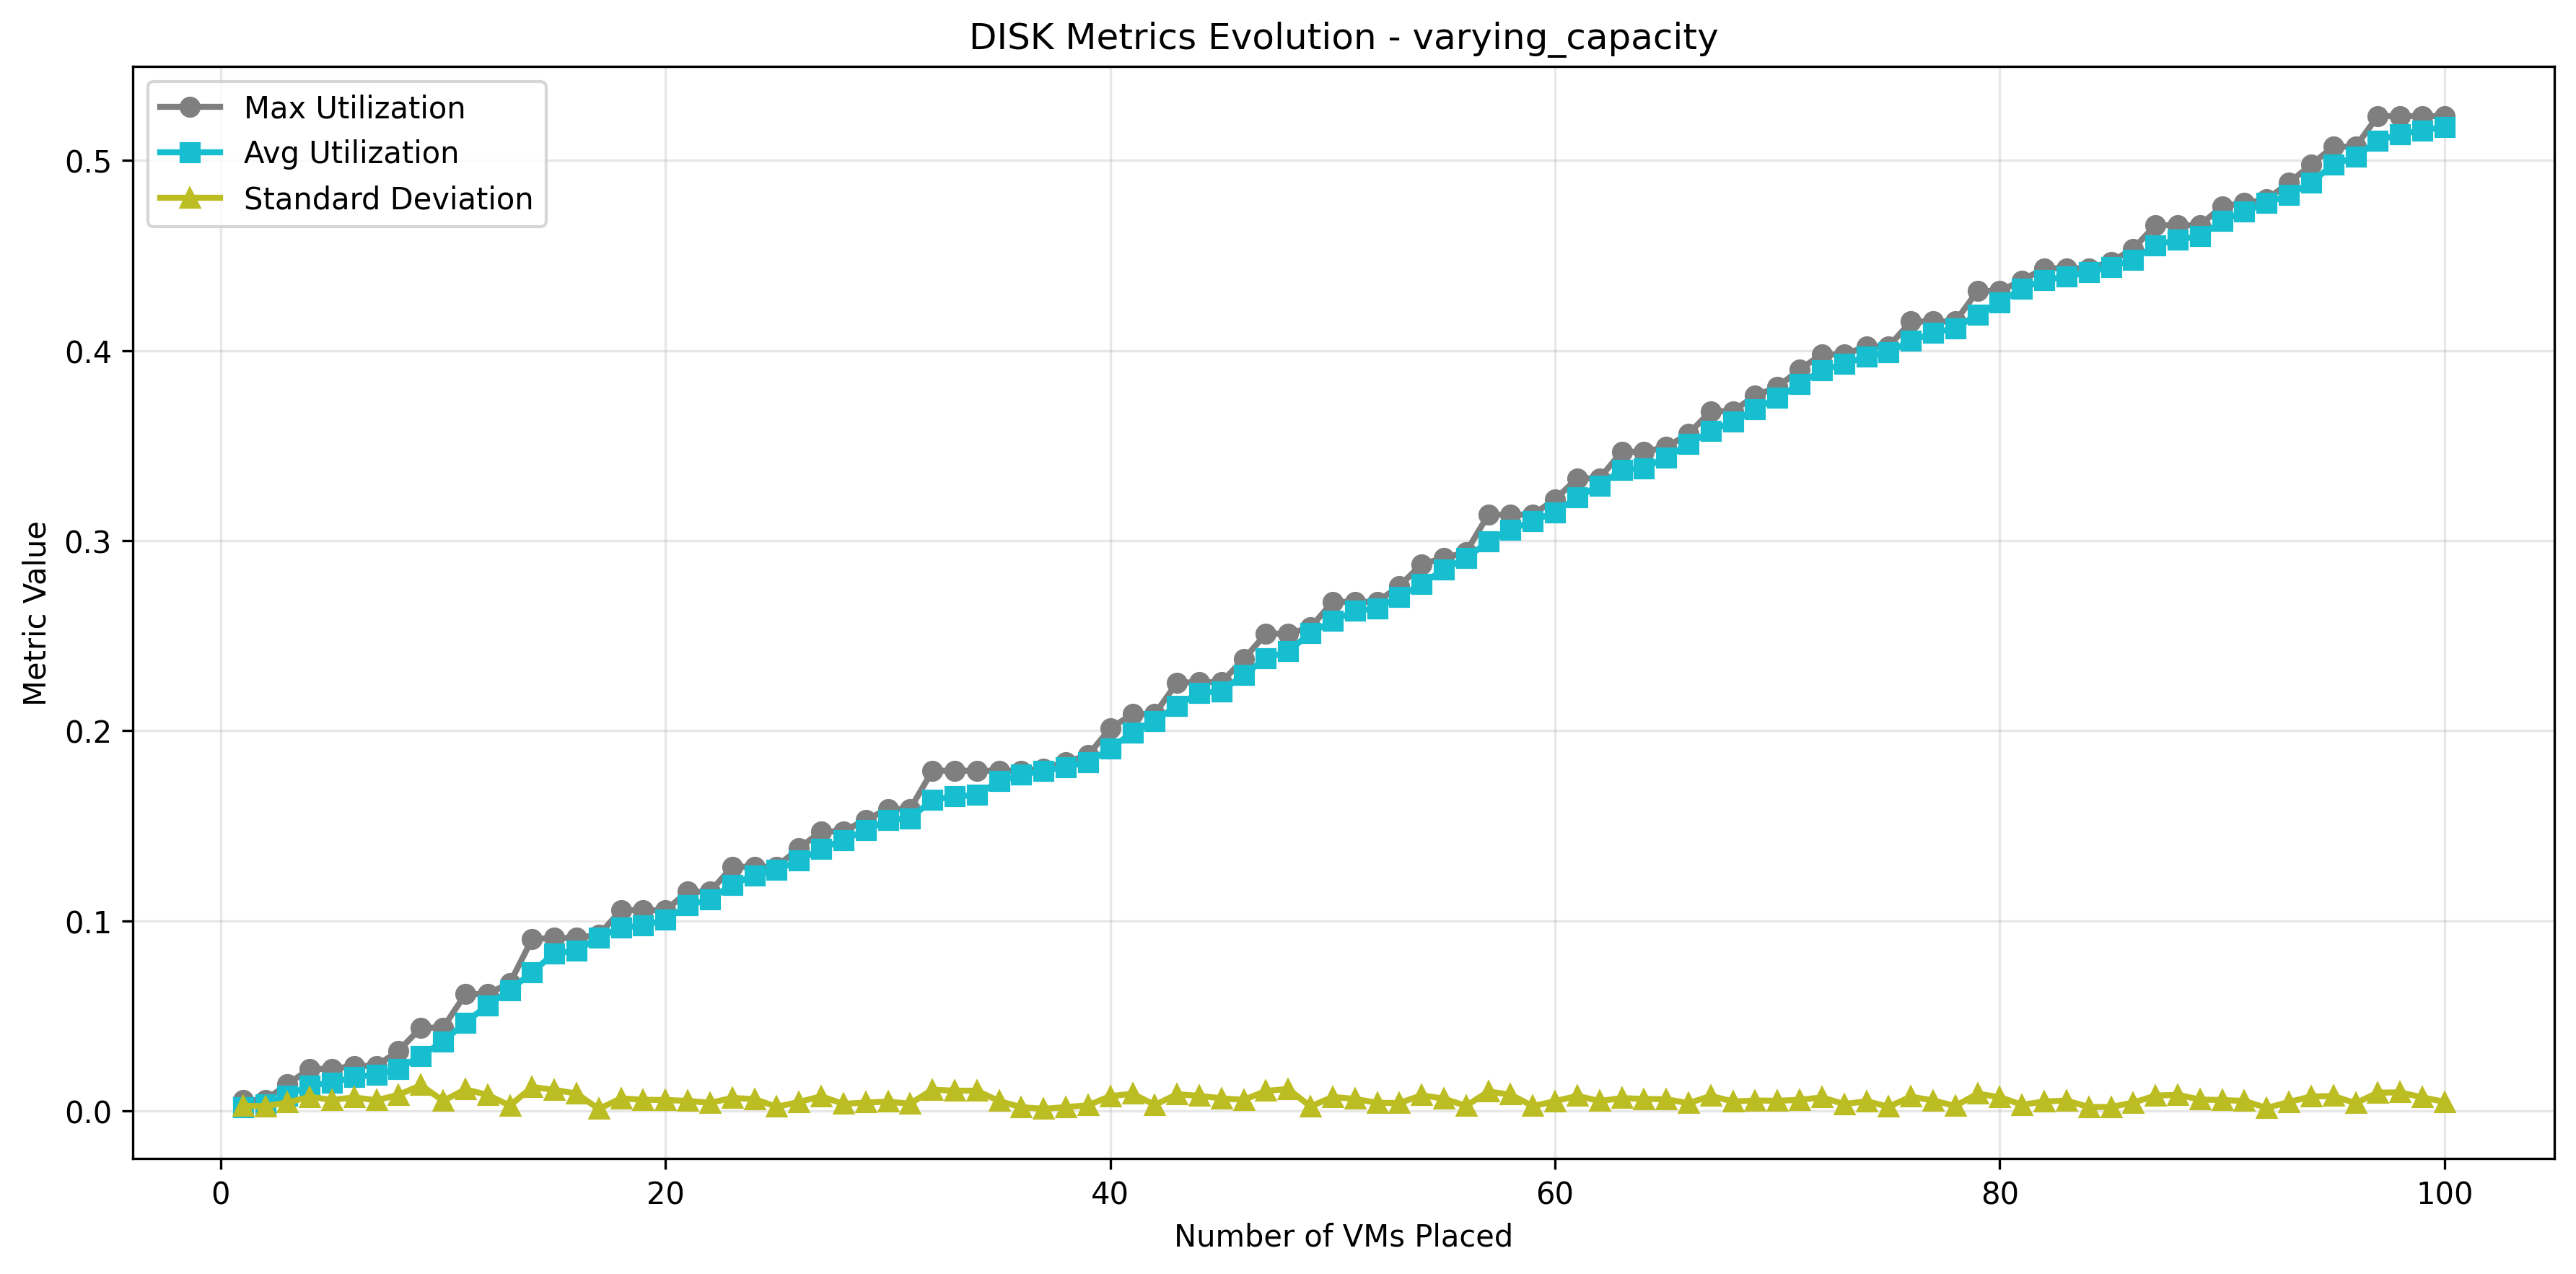 DISK Metrics Evolution - varying_capacity
Max Utilization
Avg Utilization
Standard Deviation
Metric Value
0.5
0.4
0.3
0.2
0.1
0.0
0 20 40 60 80 100
Number of VMs Placed